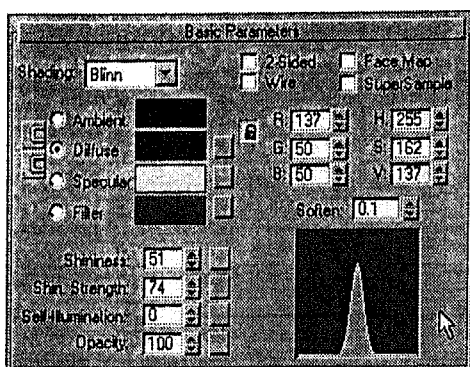 Basic Parameters
Shading: Blinn
2-Sided
Face Map
Wire
SuperSample
Ambient:
Diffuse:
Specular:
Filter:
R: 137
H: 255
G: 50
S: 162
B: 50
V: 137
Soften: 0.1
Shininess: 51
Shin. Strength: 74
Self-Illumination: 0
Opacity: 100